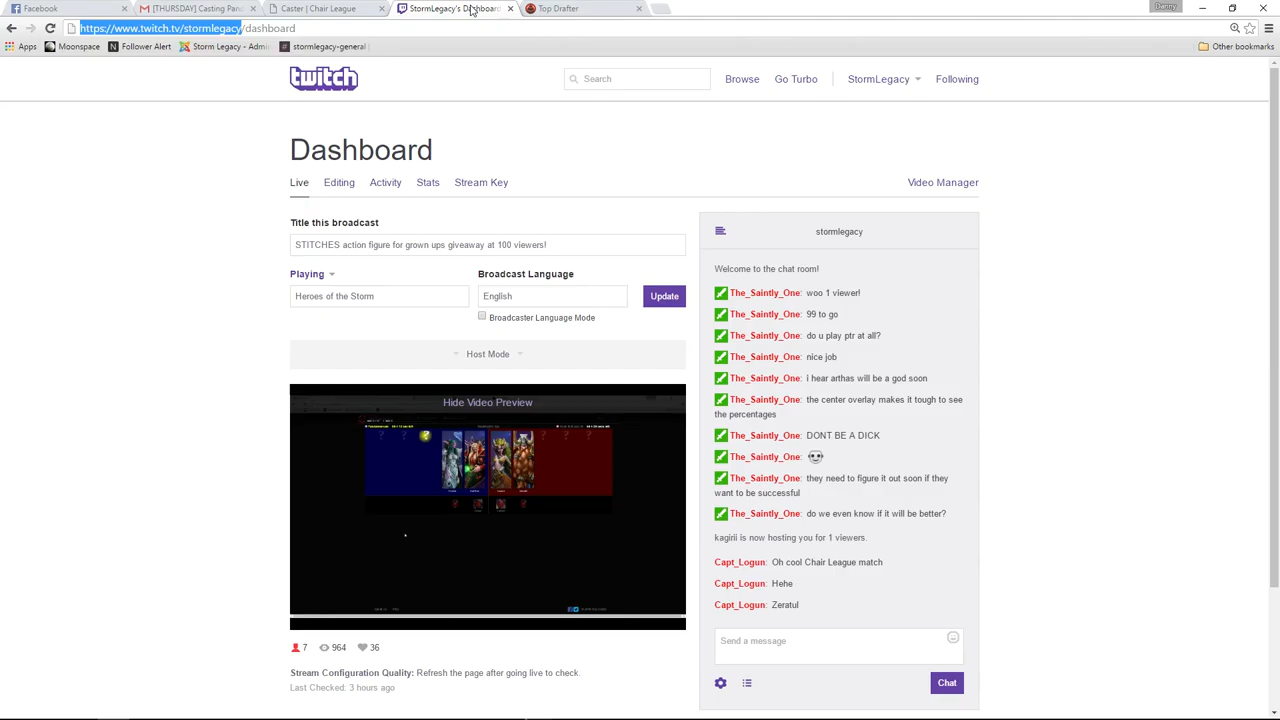 Facebook
[THURSDAY] Casting Pan
Caster | Chair League
StormLegacy's Dashboard
Top Drafter
Danny
https://www.twitch.tv/stormlegacy/dashboard
Apps
Moonspace
Follower Alert
Storm Legacy - Admi
stormlegacy-general
Other bookmarks
twitch
Search
Browse
Go Turbo
StormLegacy
Following
Dashboard
Live
Editing
Activity
Stats
Stream Key
Video Manager
Title this broadcast
STITCHES action figure for grown ups giveaway at 100 viewers!
Playing
Broadcast Language
Heroes of the Storm
English
Update
Broadcaster Language Mode
Host Mode
Hide Video Preview
7
964
36
Stream Configuration Quality: Refresh the page after going live to check.
Last Checked: 3 hours ago
stormlegacy
Welcome to the chat room!
The_Saintly_One: woo 1 viewer!
The_Saintly_One: 99 to go
The_Saintly_One: do u play ptr at all?
The_Saintly_One: nice job
The_Saintly_One: i hear arthas will be a god soon
The_Saintly_One: the center overlay makes it tough to see
the percentages
The_Saintly_One: DONT BE A DICK
The_Saintly_One:
The_Saintly_One: they need to figure it out soon if they
want to be successful
The_Saintly_One: do we even know if it will be better?
kagirii is now hosting you for 1 viewers.
Capt_Logun: Oh cool Chair League match
Capt_Logun: Hehe
Capt_Logun: Zeratul
Send a message
Chat